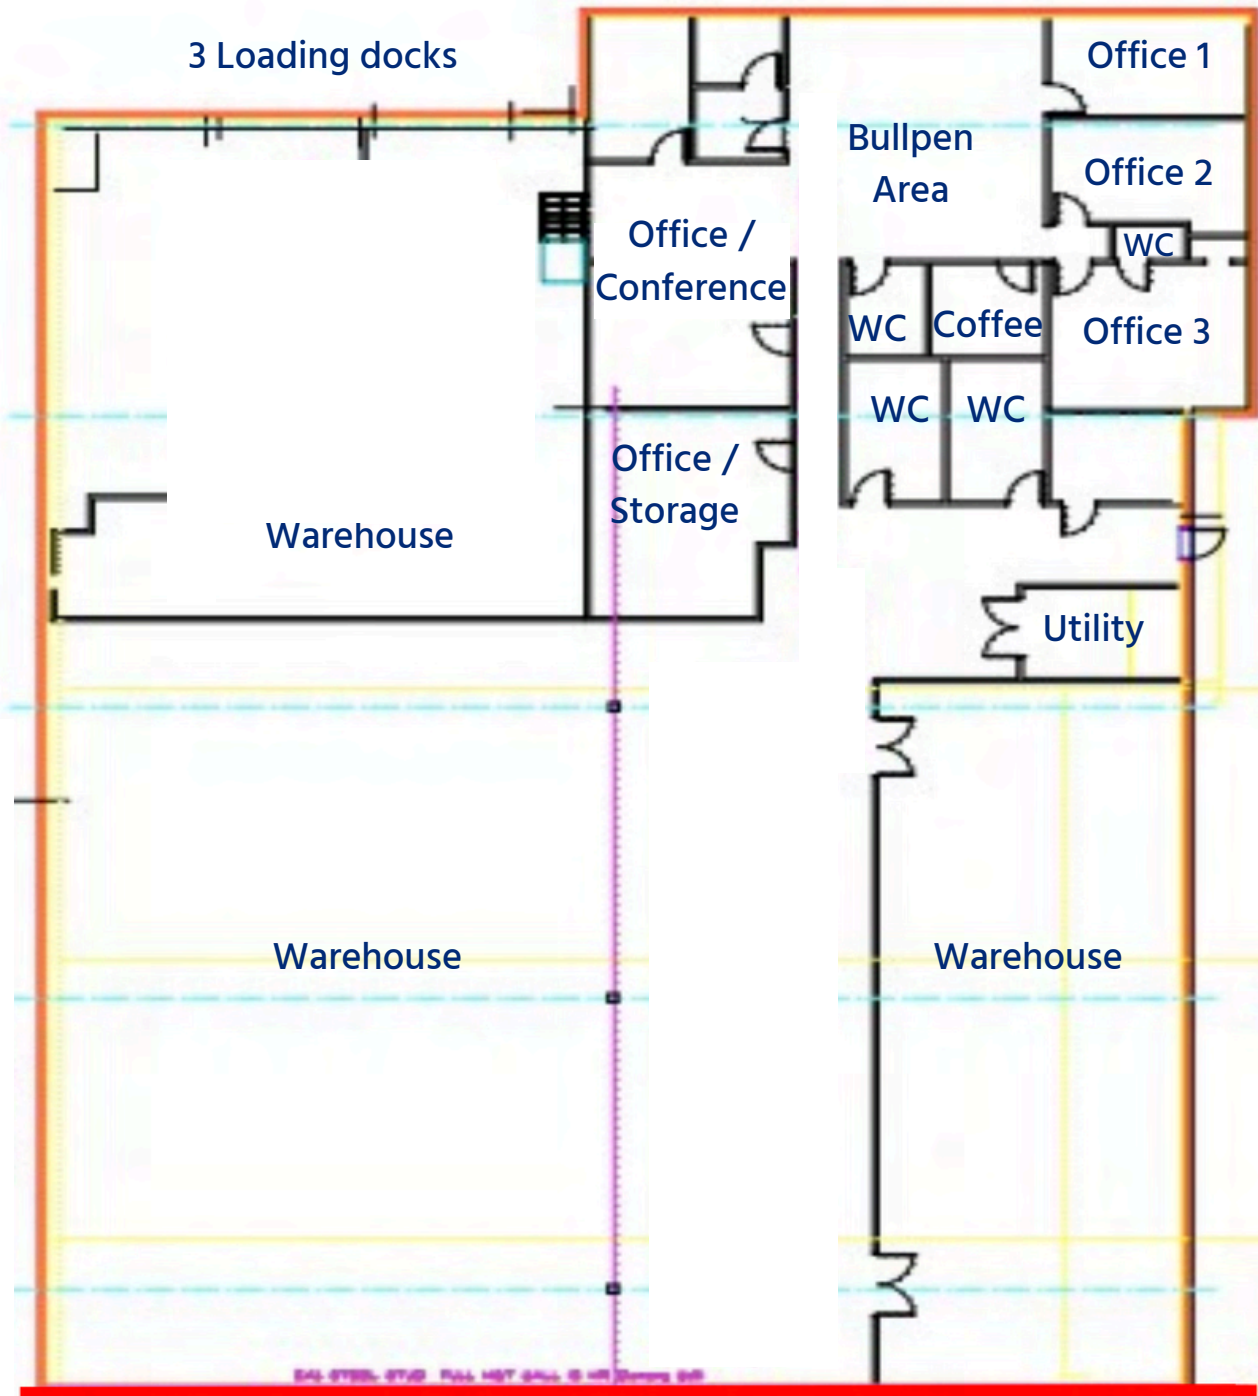 3 Loading docks
Office 1
Bullpen
Area
Office 2
Office /
Conference
WC
WC
Coffee
Office 3
WC
WC
Office /
Storage
Warehouse
Utility
Warehouse
Warehouse